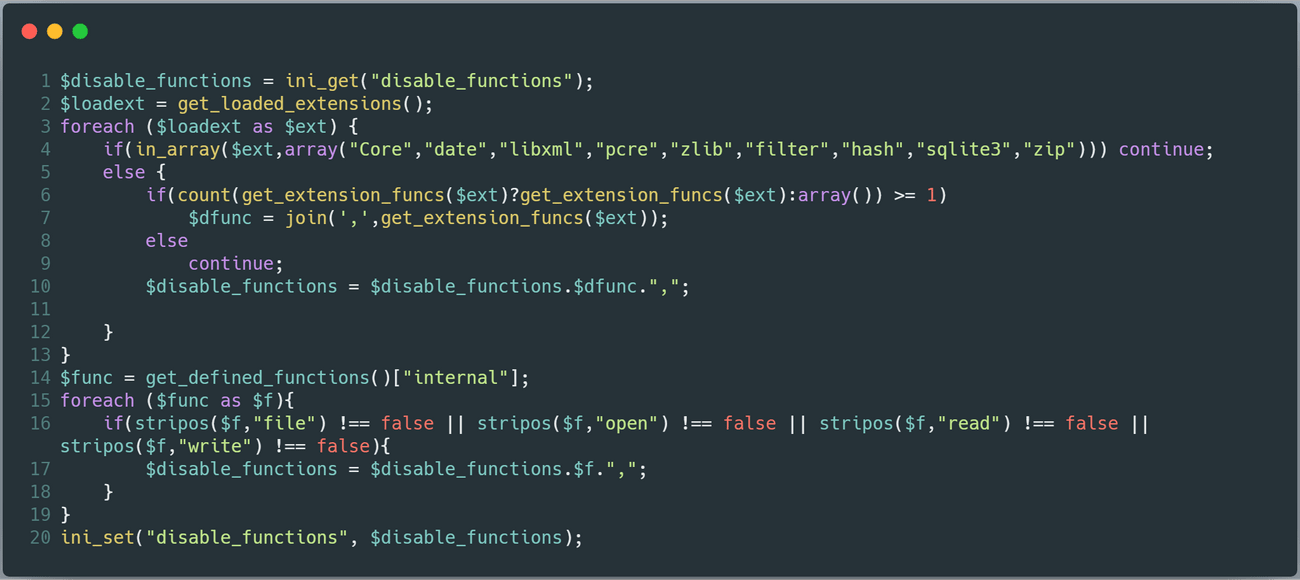 1 $disable_functions = ini_get("disable_functions");
2 $loadext = get_loaded_extensions();
3 foreach ($loadext as $ext) {
4     if(in_array($ext,array("Core","date","libxml","pcre","zlib","filter","hash","sqlite3","zip"))) continue;
5     else {
6         if(count(get_extension_funcs($ext)?get_extension_funcs($ext):array()) >= 1)
7             $dfunc = join(',',get_extension_funcs($ext));
8         else
9             continue;
10         $disable_functions = $disable_functions.$dfunc.",";
11
12     }
13 }
14 $func = get_defined_functions()["internal"];
15 foreach ($func as $f){
16     if(stripos($f,"file") !== false || stripos($f,"open") !== false || stripos($f,"read") !== false ||
stripos($f,"write") !== false){
17         $disable_functions = $disable_functions.$f.",";
18     }
19 }
20 ini_set("disable_functions", $disable_functions);